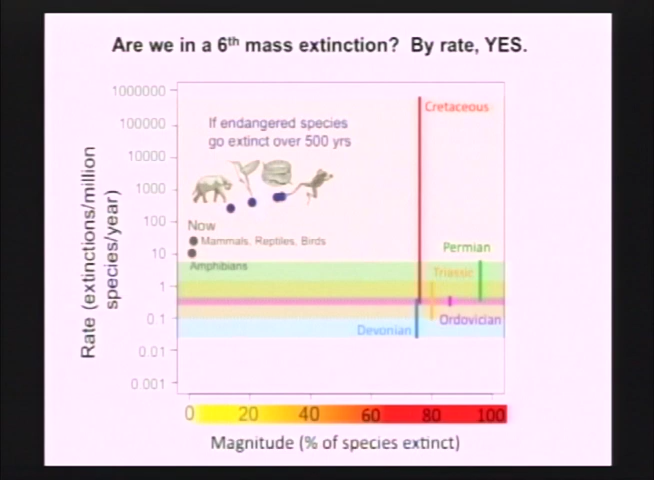 Are we in a 6th mass extinction? By rate, YES.
Rate (extinctions/million
species/year)
1000000
100000
10000
1000
100
10
1
0.1
0.01
0.001
If endangered species
go extinct over 500 yrs
Now
Mammals, Reptiles, Birds
Amphibians
Cretaceous
Permian
Triassic
Ordovician
Devonian
0 20 40 60 80 100
Magnitude (% of species extinct)